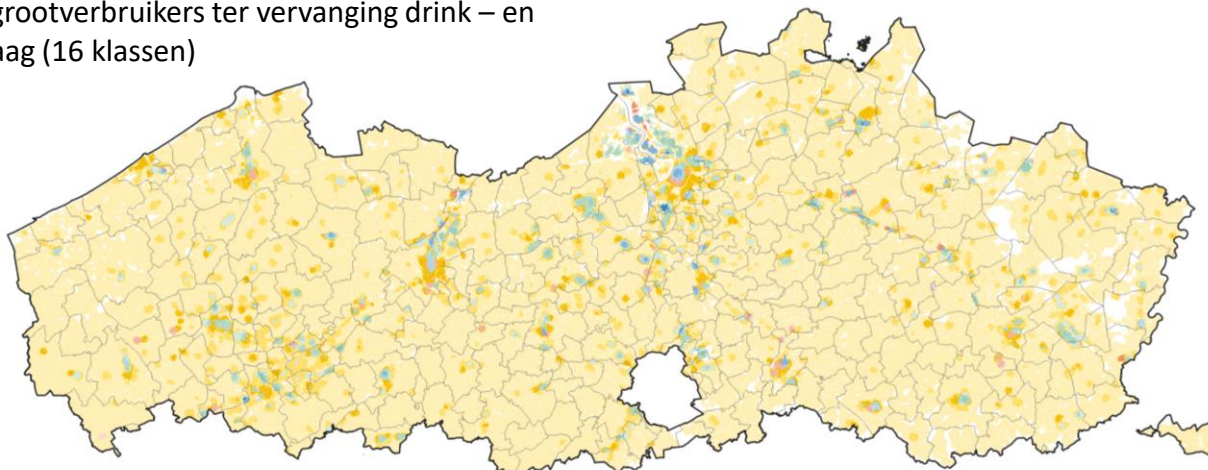 grootverbruikers ter vervanging drink – en
aag (16 klassen)